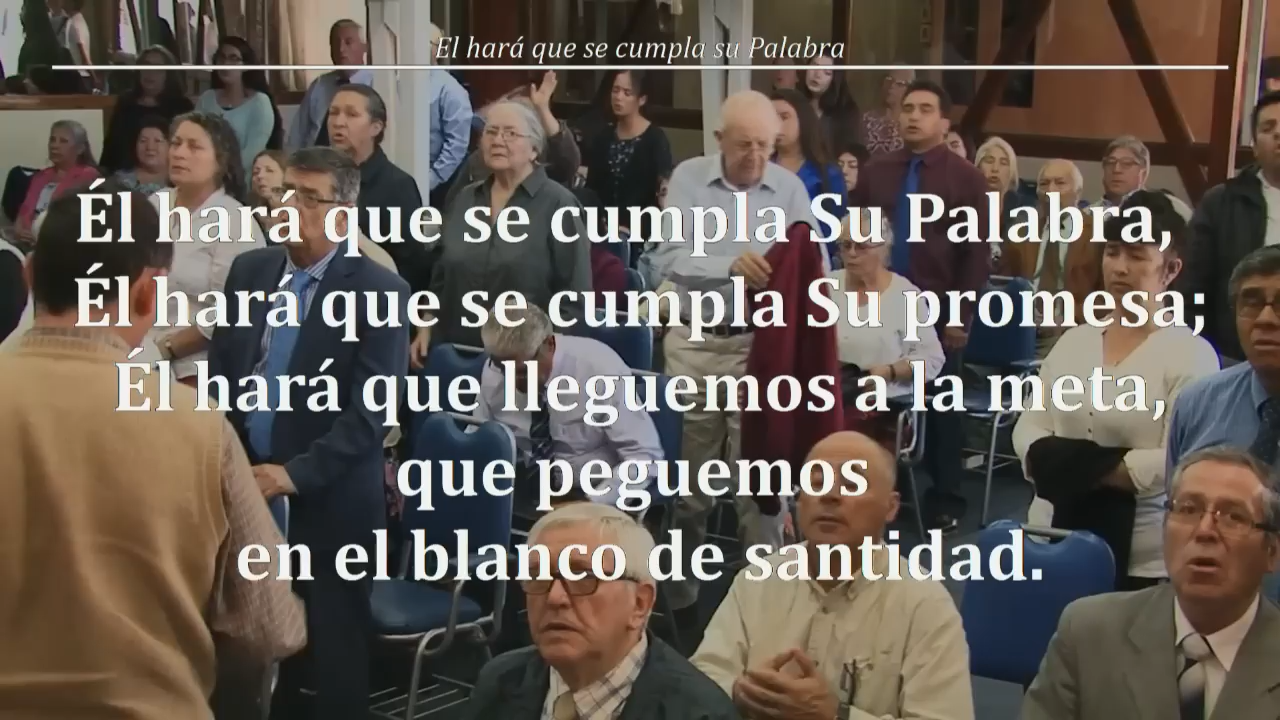 El hará que se cumpla su Palabra
Él hará que se cumpla Su Palabra,
Él hará que se cumpla Su promesa;
Él hará que lleguemos a la meta,
que peguemos
en el blanco de santidad.